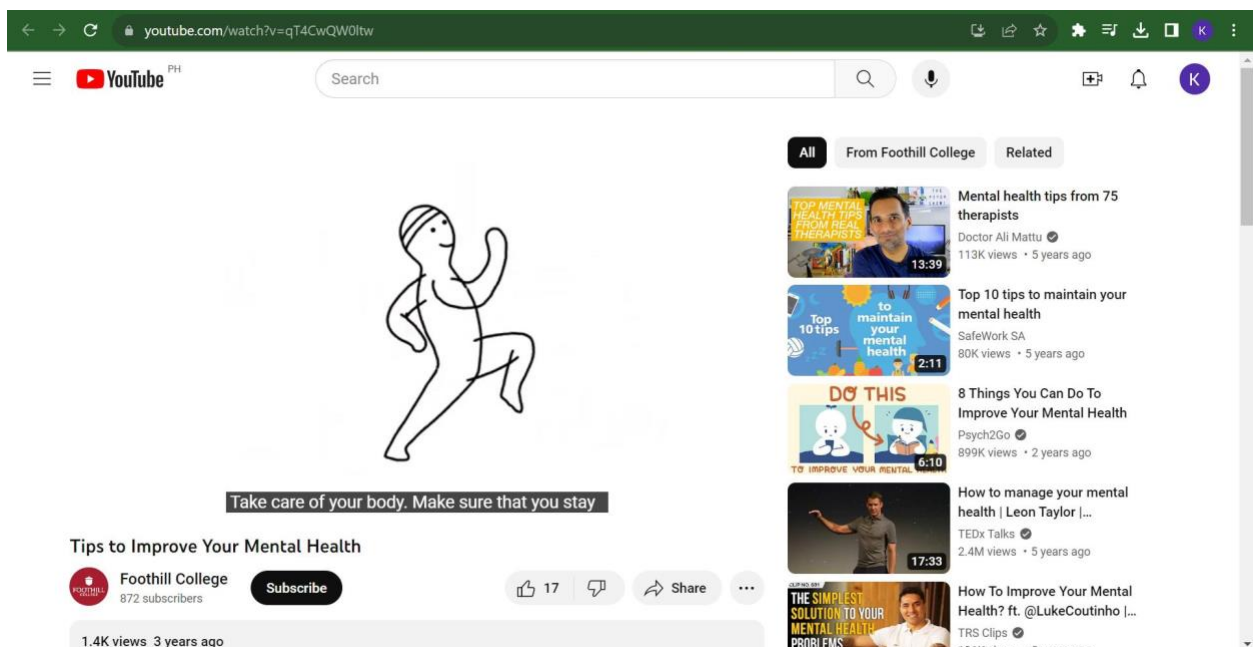 youtube.com/watch?v=qT4CwQW0Itw
K
YouTube PH
Search
K
Take care of your body. Make sure that you stay
Tips to Improve Your Mental Health
FOOTHILL
Foothill College
872 subscribers
Subscribe
17
Share
1.4K views 3 years ago
All
From Foothill College
Related
TOP MENTAL
HEALTH TIPS
FROM REAL
THERAPISTS
13:39
Mental health tips from 75
therapists
Doctor Ali Mattu
113K views • 5 years ago
Top
10 tips
to
maintain
your
mental
health
2:11
Top 10 tips to maintain your
mental health
SafeWork SA
80K views • 5 years ago
DO THIS
TO IMPROVE YOUR MENTAL
6:10
8 Things You Can Do To
Improve Your Mental Health
Psych2Go
899K views • 2 years ago
17:33
How to manage your mental
health | Leon Taylor |...
TEDx Talks
2.4M views • 5 years ago
THE SIMPLEST
SOLUTION TO YOUR
MENTAL HEALTH
PROBLEMS
How To Improve Your Mental
Health? ft. @LukeCoutinho |...
TRS Clips